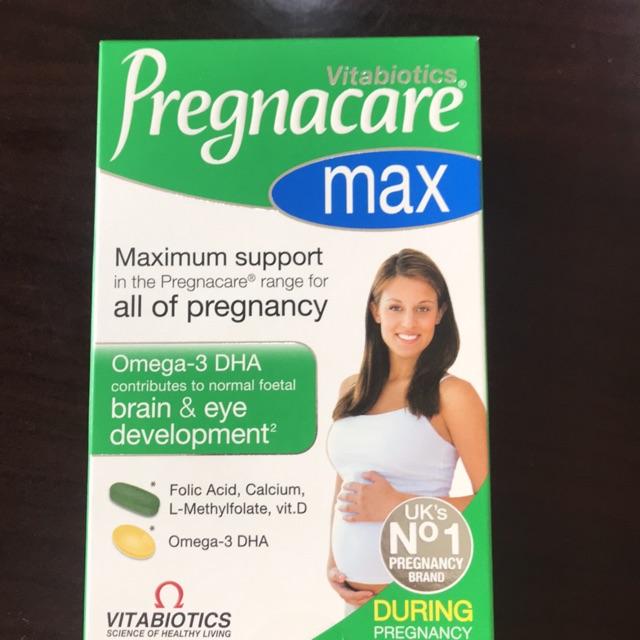 Vitabiotics
Pregnacare®
max
Maximum support
in the Pregnacare® range for
all of pregnancy
Omega-3 DHA
contributes to normal foetal
brain & eye
development²
*
Folic Acid, Calcium,
L-Methylfolate, vit.D
*
Omega-3 DHA
UK's
Nº1
PREGNANCY
BRAND
VITABIOTICS
SCIENCE OF HEALTHY LIVING
DURING
PREGNANCY